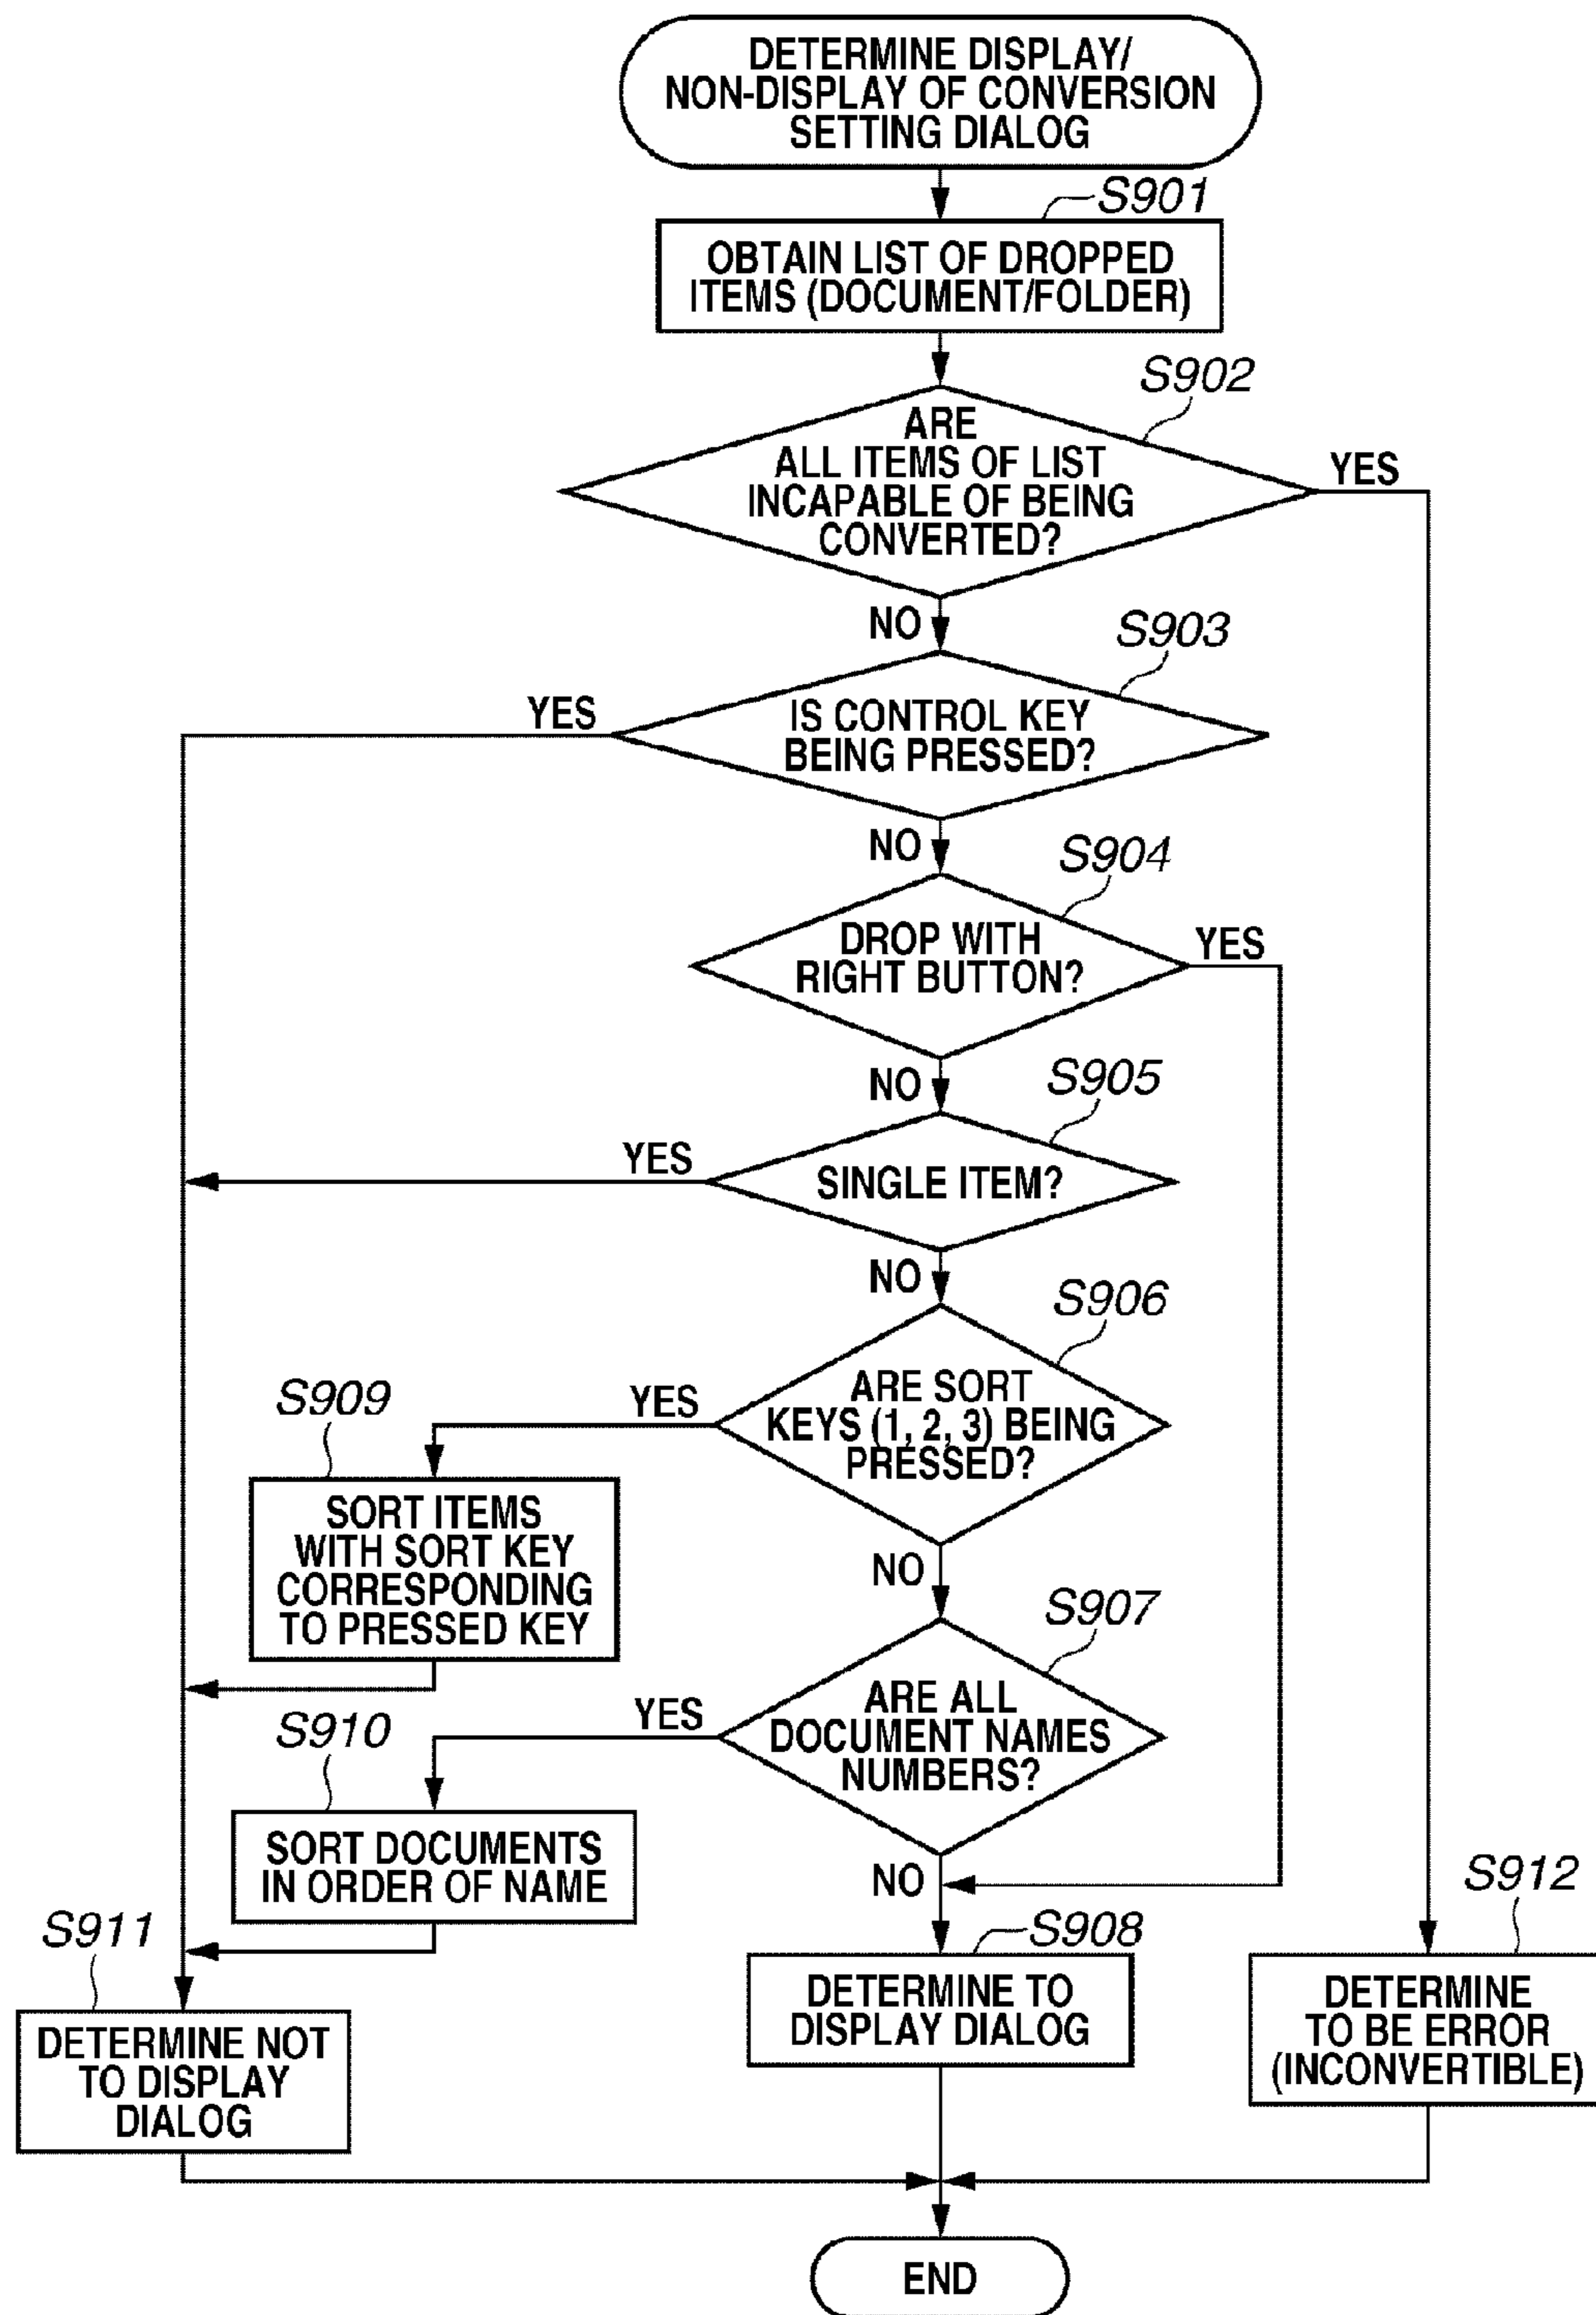 DETERMINE DISPLAY/
NON-DISPLAY OF CONVERSION
SETTING DIALOG
S901
OBTAIN LIST OF DROPPED
ITEMS (DOCUMENT/FOLDER)
S902
ARE
ALL ITEMS OF LIST
INCAPABLE OF BEING
CONVERTED?
YES
NO
S903
YES
IS CONTROL KEY
BEING PRESSED?
NO
S904
DROP WITH
RIGHT BUTTON?
YES
NO
S905
YES
SINGLE ITEM?
NO
S906
ARE SORT
KEYS (1, 2, 3) BEING
PRESSED?
YES
S909
SORT ITEMS
WITH SORT KEY
CORRESPONDING
TO PRESSED KEY
NO
S907
ARE ALL
DOCUMENT NAMES
NUMBERS?
YES
S910
SORT DOCUMENTS
IN ORDER OF NAME
NO
S911
DETERMINE NOT
TO DISPLAY
DIALOG
S908
DETERMINE TO
DISPLAY DIALOG
S912
DETERMINE
TO BE ERROR
(INCONVERTIBLE)
END